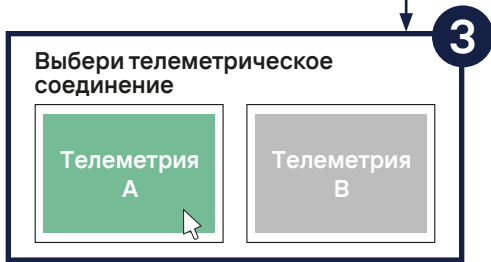 3
Выбери телеметрическое
соединение
Телеметрия
А
Телеметрия
В